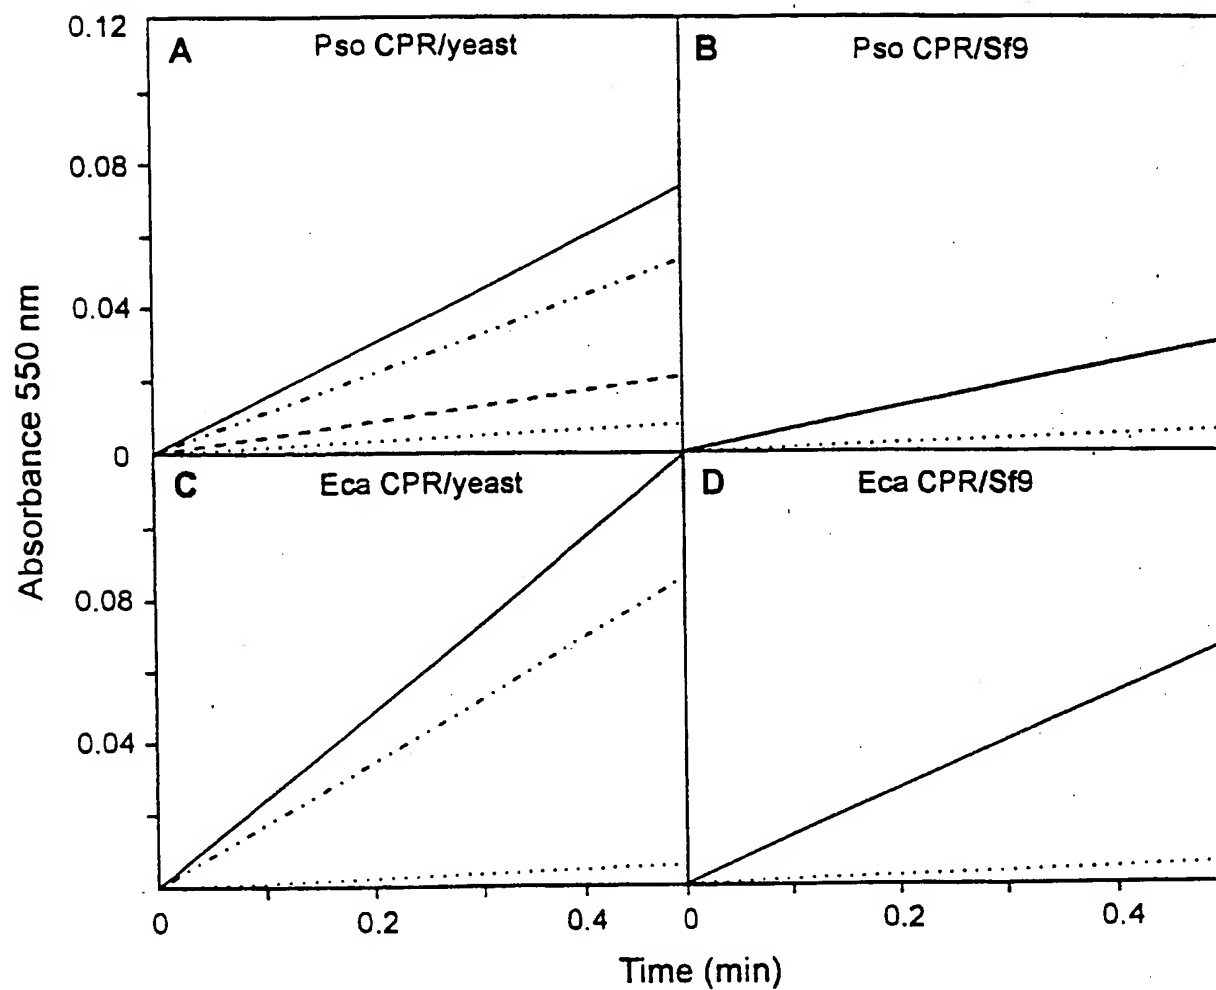 0.12
A
Pso CPR/yeast
B
Pso CPR/Sf9
0.08
0.04
0
Absorbance 550 nm
C
Eca CPR/yeast
D
Eca CPR/Sf9
0.08
0.04
0
0.2
0.4
0
0.2
0.4
Time (min)